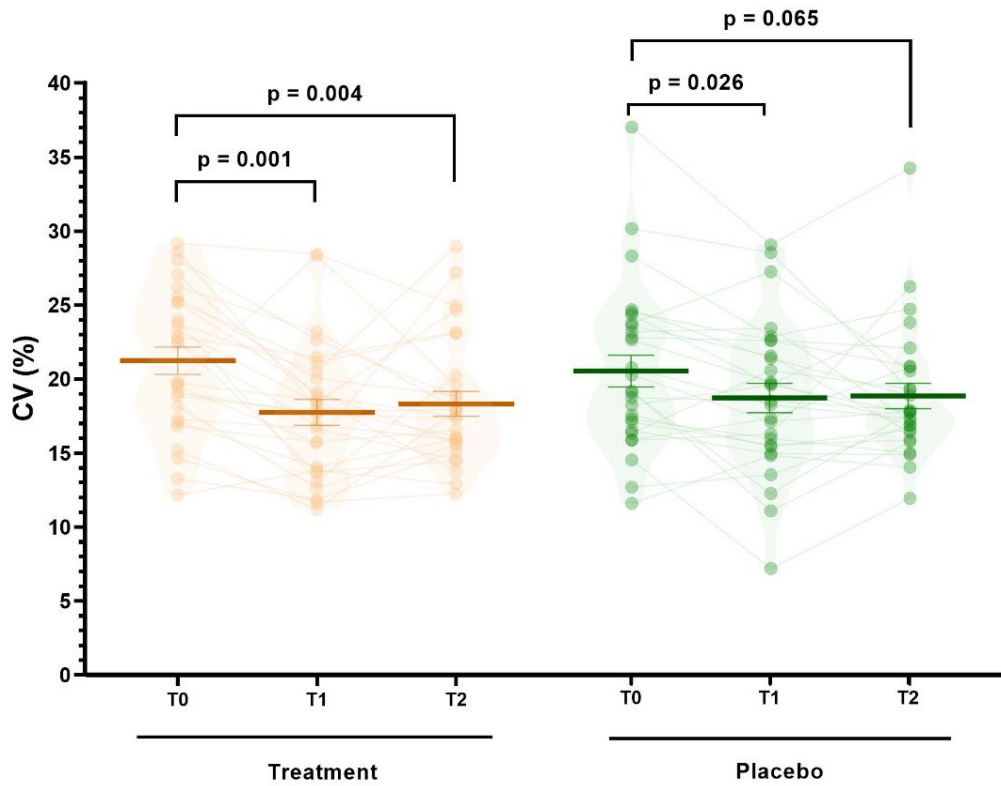 p = 0.065
p = 0.026
p = 0.004
p = 0.001
CV (%)
40
35
30
25
20
15
10
5
0
T0
T1
T2
T0
T1
T2
Treatment
Placebo